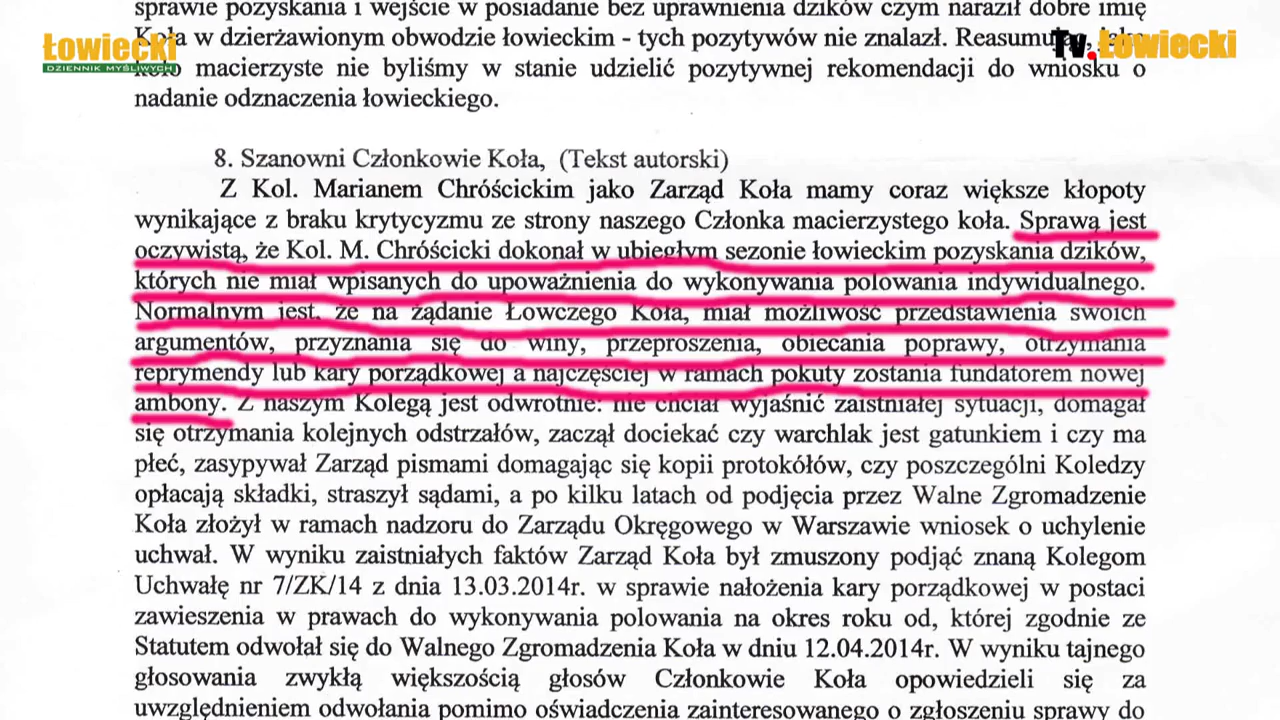 sprawie pozyskania i wejście w posiadanie bez uprawnienia dzików czym naraził dobre imię
Łowiecki
DZIENNIK MYŚLIWYCH
Tv.Łowiecki
Koła w dzierżawionym obwodzie łowieckim - tych pozytywów nie znalazł. Reasumując,
macierzyste nie byliśmy w stanie udzielić pozytywnej rekomendacji do wniosku o
nadanie odznaczenia łowieckiego.
8. Szanowni Członkowie Koła, (Tekst autorski)
Z Kol. Marianem Chróścickim jako Zarząd Koła mamy coraz większe kłopoty
wynikające z braku krytycyzmu ze strony naszego Członka macierzystego koła. Sprawą jest
oczywistą, że Kol. M. Chróścicki dokonał w ubiegłym sezonie łowieckim pozyskania dzików,
których nie miał wpisanych do upoważnienia do wykonywania polowania indywidualnego.
Normalnym jest, że na żądanie Łowczego Koła, miał możliwość przedstawienia swoich
argumentów, przyznania się do winy, przeproszenia, obiecania poprawy, otrzymania
reprymendy lub kary porządkowej a najczęściej w ramach pokuty zostania fundatorem nowej
ambony. Z naszym Kolegą jest odwrotnie: nie chciał wyjaśnić zaistniałej sytuacji, domagał
się otrzymania kolejnych odstrzałów, zaczął dociekać czy warchlak jest gatunkiem i czy ma
płeć, zasypywał Zarząd pismami domagając się kopii protokółów, czy poszczególni Koledzy
opłacają składki, straszył sądami, a po kilku latach od podjęcia przez Walne Zgromadzenie
Koła złożył w ramach nadzoru do Zarządu Okręgowego w Warszawie wniosek o uchylenie
uchwał. W wyniku zaistniałych faktów Zarząd Koła był zmuszony podjąć znaną Kolegom
Uchwałę nr 7/ZK/14 z dnia 13.03.2014r. w sprawie nałożenia kary porządkowej w postaci
zawieszenia w prawach do wykonywania polowania na okres roku od, której zgodnie ze
Statutem odwołał się do Walnego Zgromadzenia Koła w dniu 12.04.2014r. W wyniku tajnego
głosowania zwykłą większością głosów Członkowie Koła opowiedzieli się za
uwzględnieniem odwołania pomimo oświadczenia zainteresowanego o zgłoszeniu sprawy do